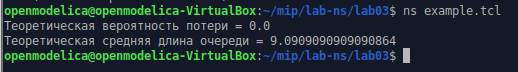 openmodelica@openmodelica-VirtualBox:~/mip/lab-ns/lab03$ ns example.tcl
Теоретическая вероятность потери = 0.0
Теоретическая средняя длина очереди = 9.0909090909090864
openmodelica@openmodelica-VirtualBox:~/mip/lab-ns/lab03$